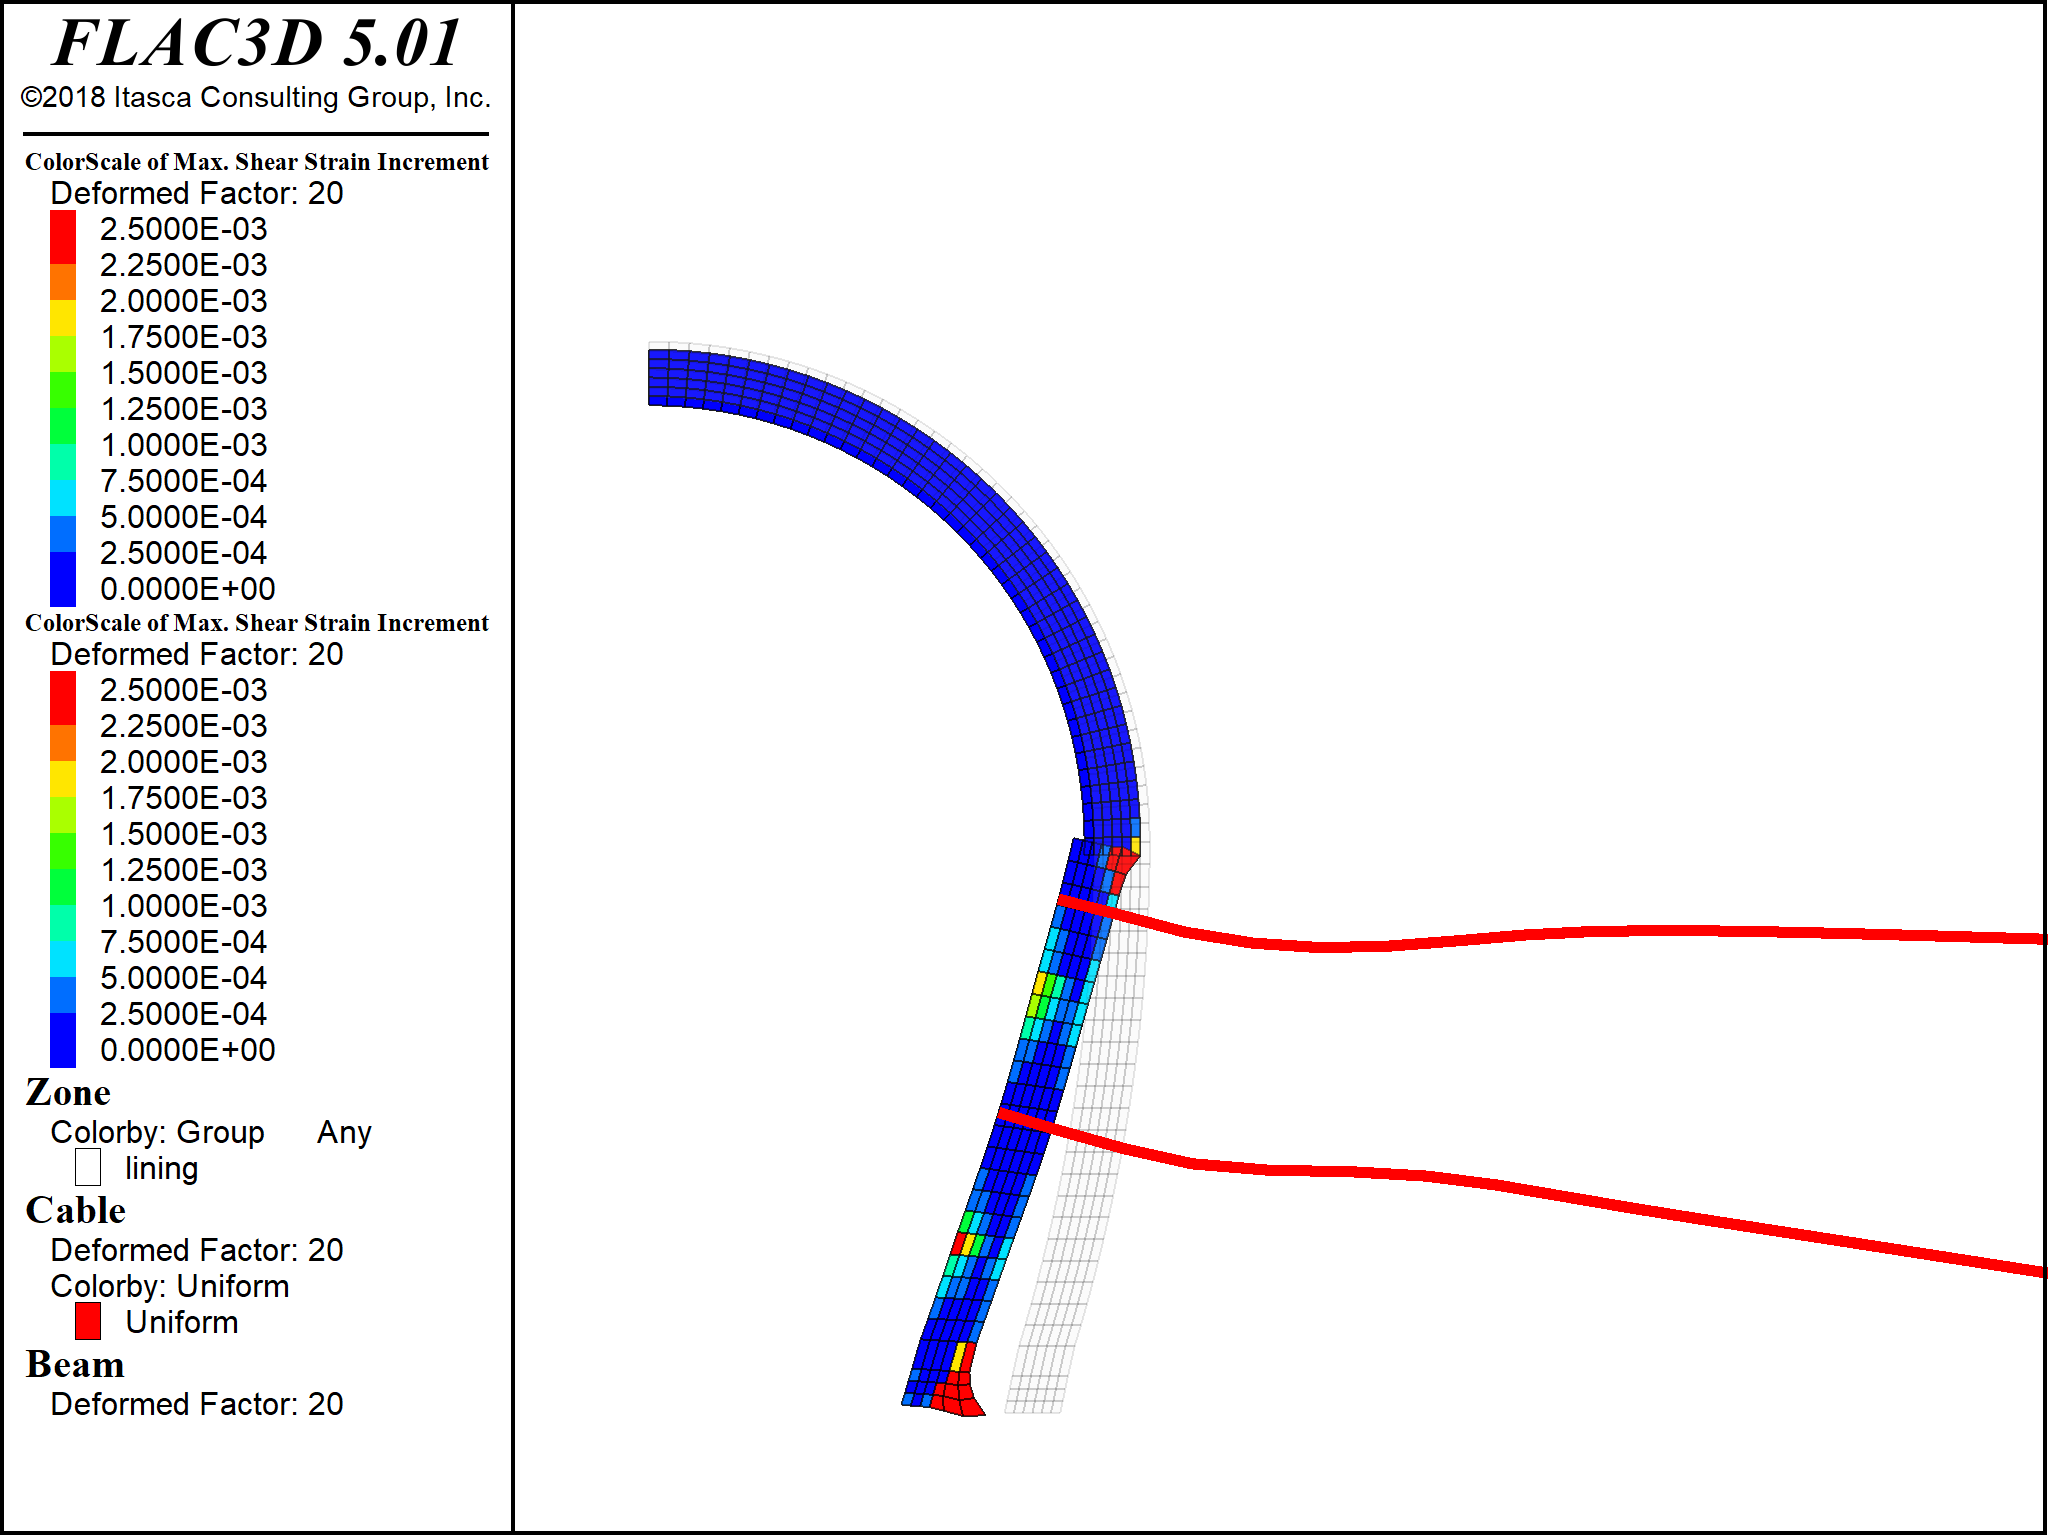 FLAC3D 5.01
©2018 Itasca Consulting Group, Inc.
ColorScale of Max. Shear Strain Increment
Deformed Factor: 20
2.5000E-03
2.2500E-03
2.0000E-03
1.7500E-03
1.5000E-03
1.2500E-03
1.0000E-03
7.5000E-04
5.0000E-04
2.5000E-04
0.0000E+00
ColorScale of Max. Shear Strain Increment
Deformed Factor: 20
2.5000E-03
2.2500E-03
2.0000E-03
1.7500E-03
1.5000E-03
1.2500E-03
1.0000E-03
7.5000E-04
5.0000E-04
2.5000E-04
0.0000E+00
Zone
Colorby: Group Any
lining
Cable
Deformed Factor: 20
Colorby: Uniform
Uniform
Beam
Deformed Factor: 20